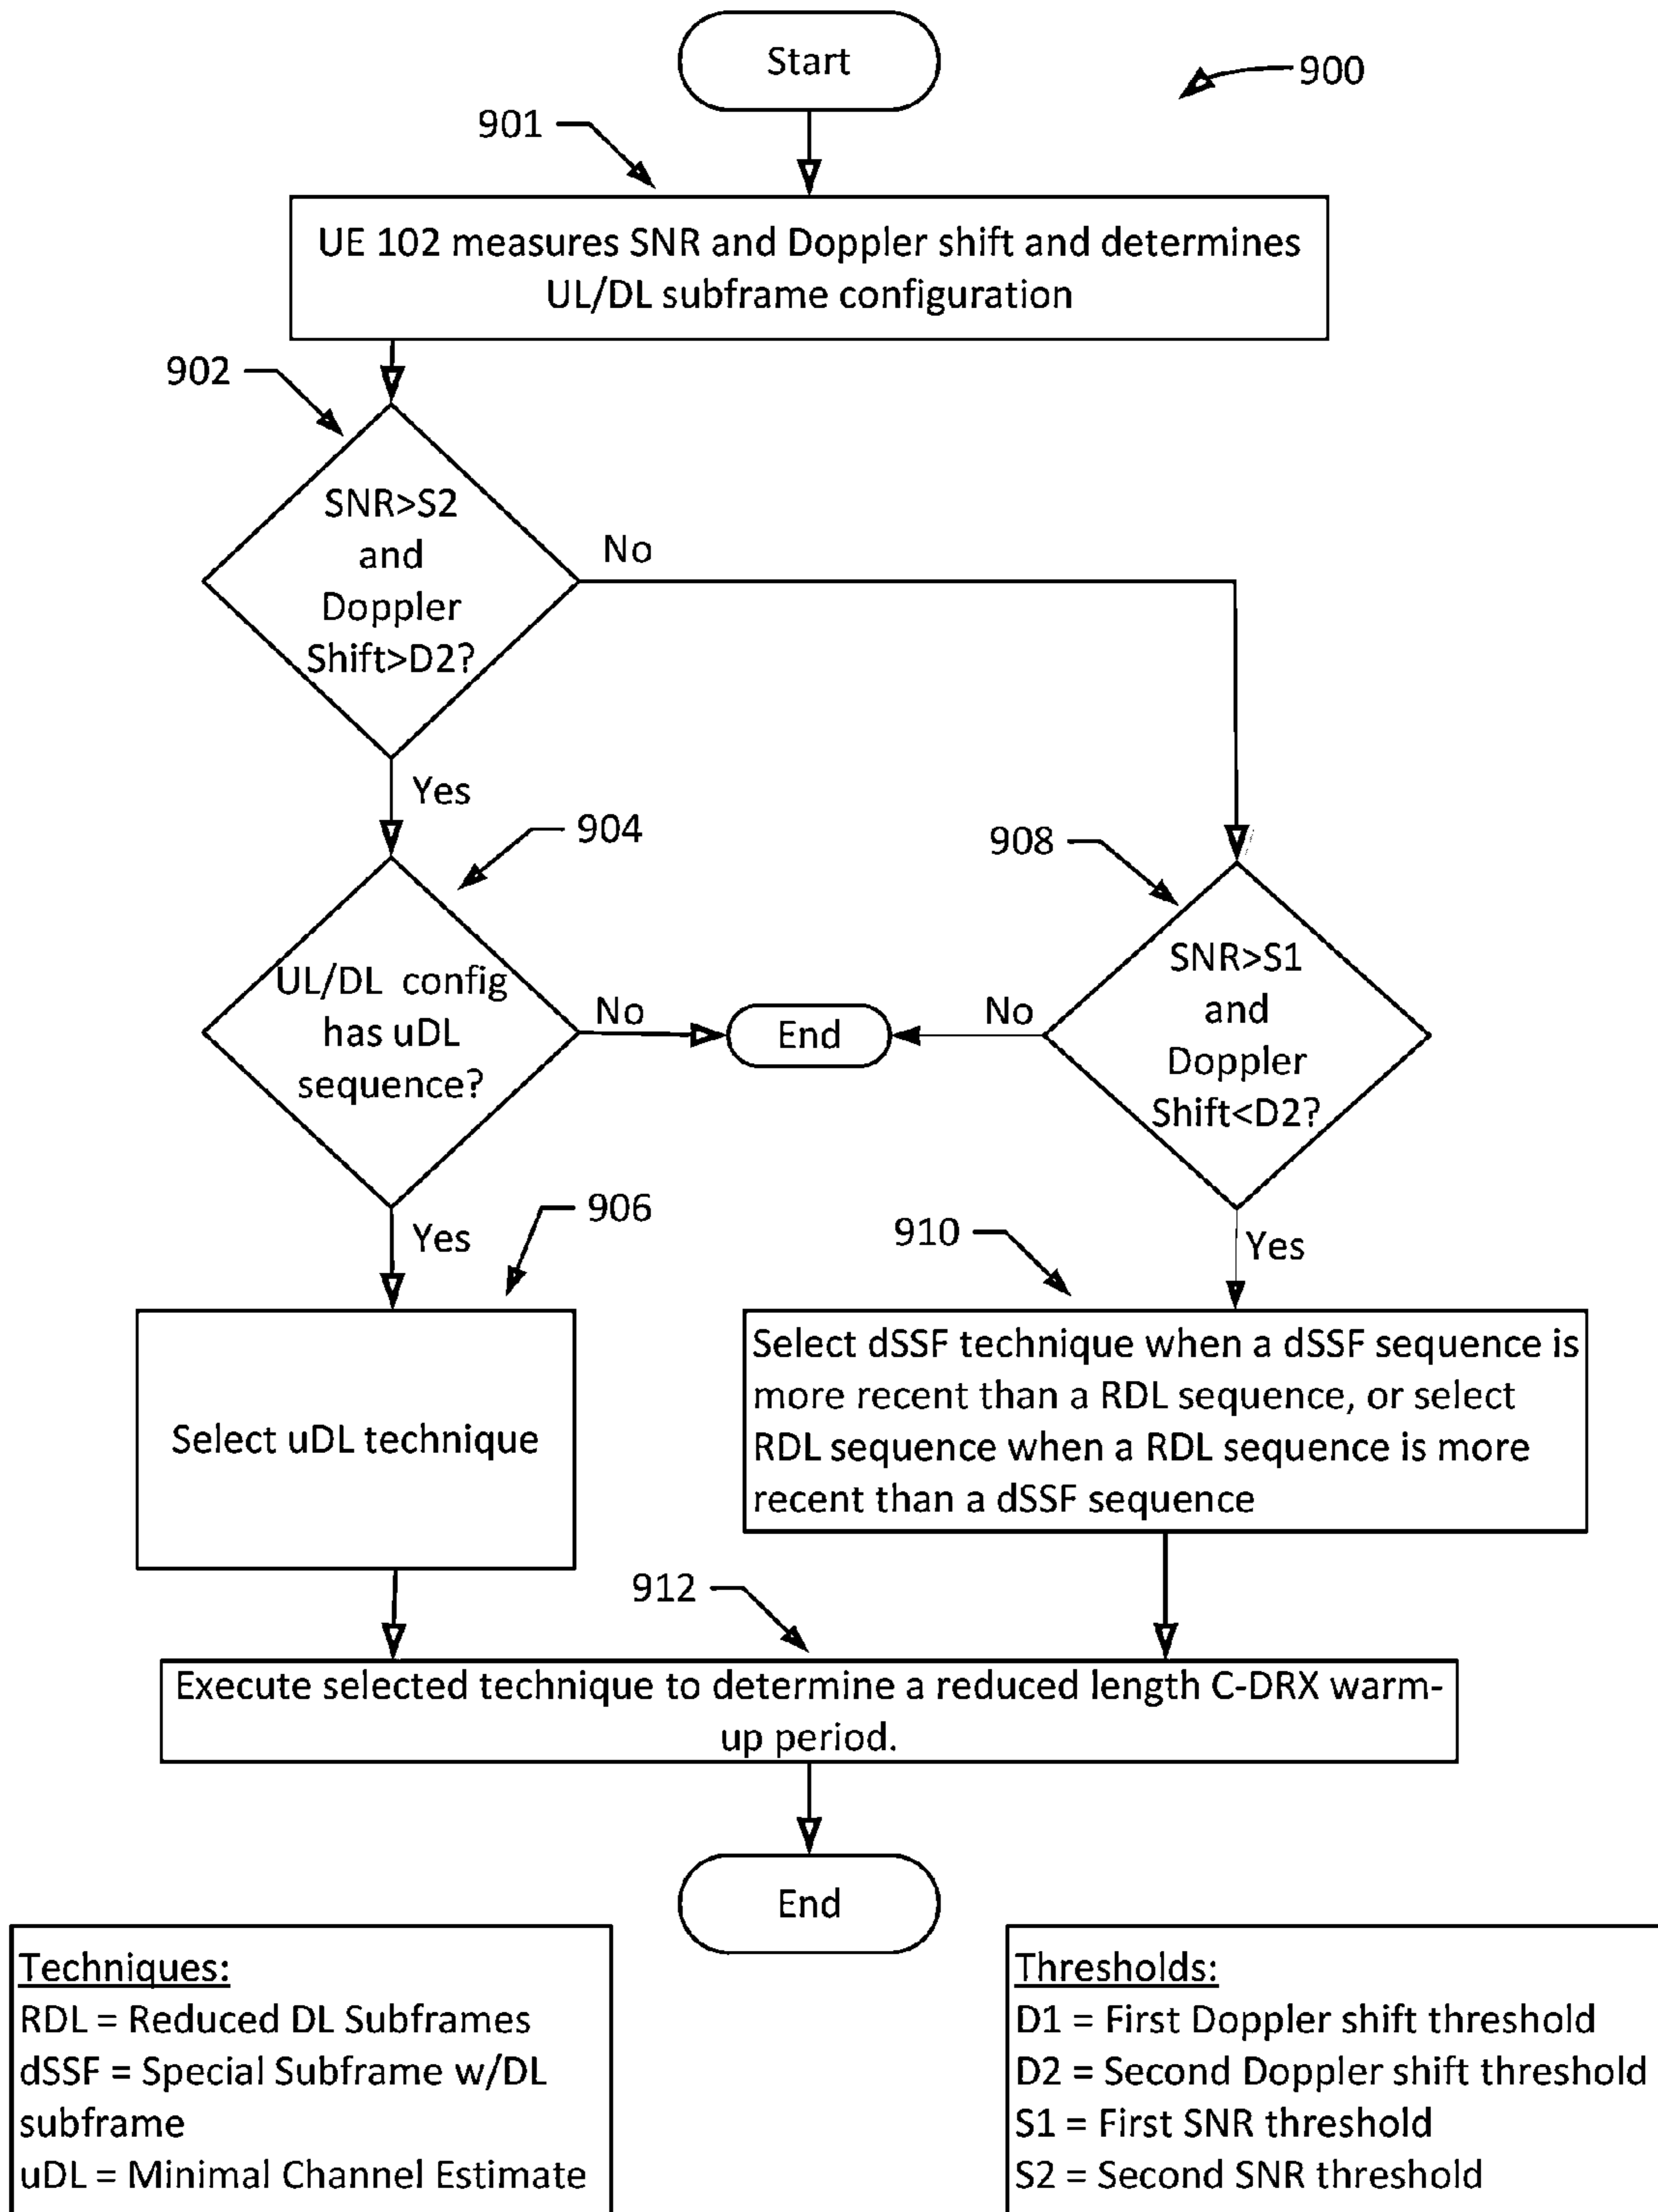 Start
900
901
UE 102 measures SNR and Doppler shift and determines
UL/DL subframe configuration
902
SNR>S2
and
Doppler
Shift>D2?
No
Yes
904
908
UL/DL config
has uDL
sequence?
No
End
No
SNR>S1
and
Doppler
Shift<D2?
Yes
906
910
Yes
Select uDL technique
Select dSSF technique when a dSSF sequence is
more recent than a RDL sequence, or select
RDL sequence when a RDL sequence is more
recent than a dSSF sequence
912
Execute selected technique to determine a reduced length C-DRX warm-
up period.
End
Techniques:
RDL = Reduced DL Subframes
dSSF = Special Subframe w/DL
subframe
uDL = Minimal Channel Estimate
Thresholds:
D1 = First Doppler shift threshold
D2 = Second Doppler shift threshold
S1 = First SNR threshold
S2 = Second SNR threshold